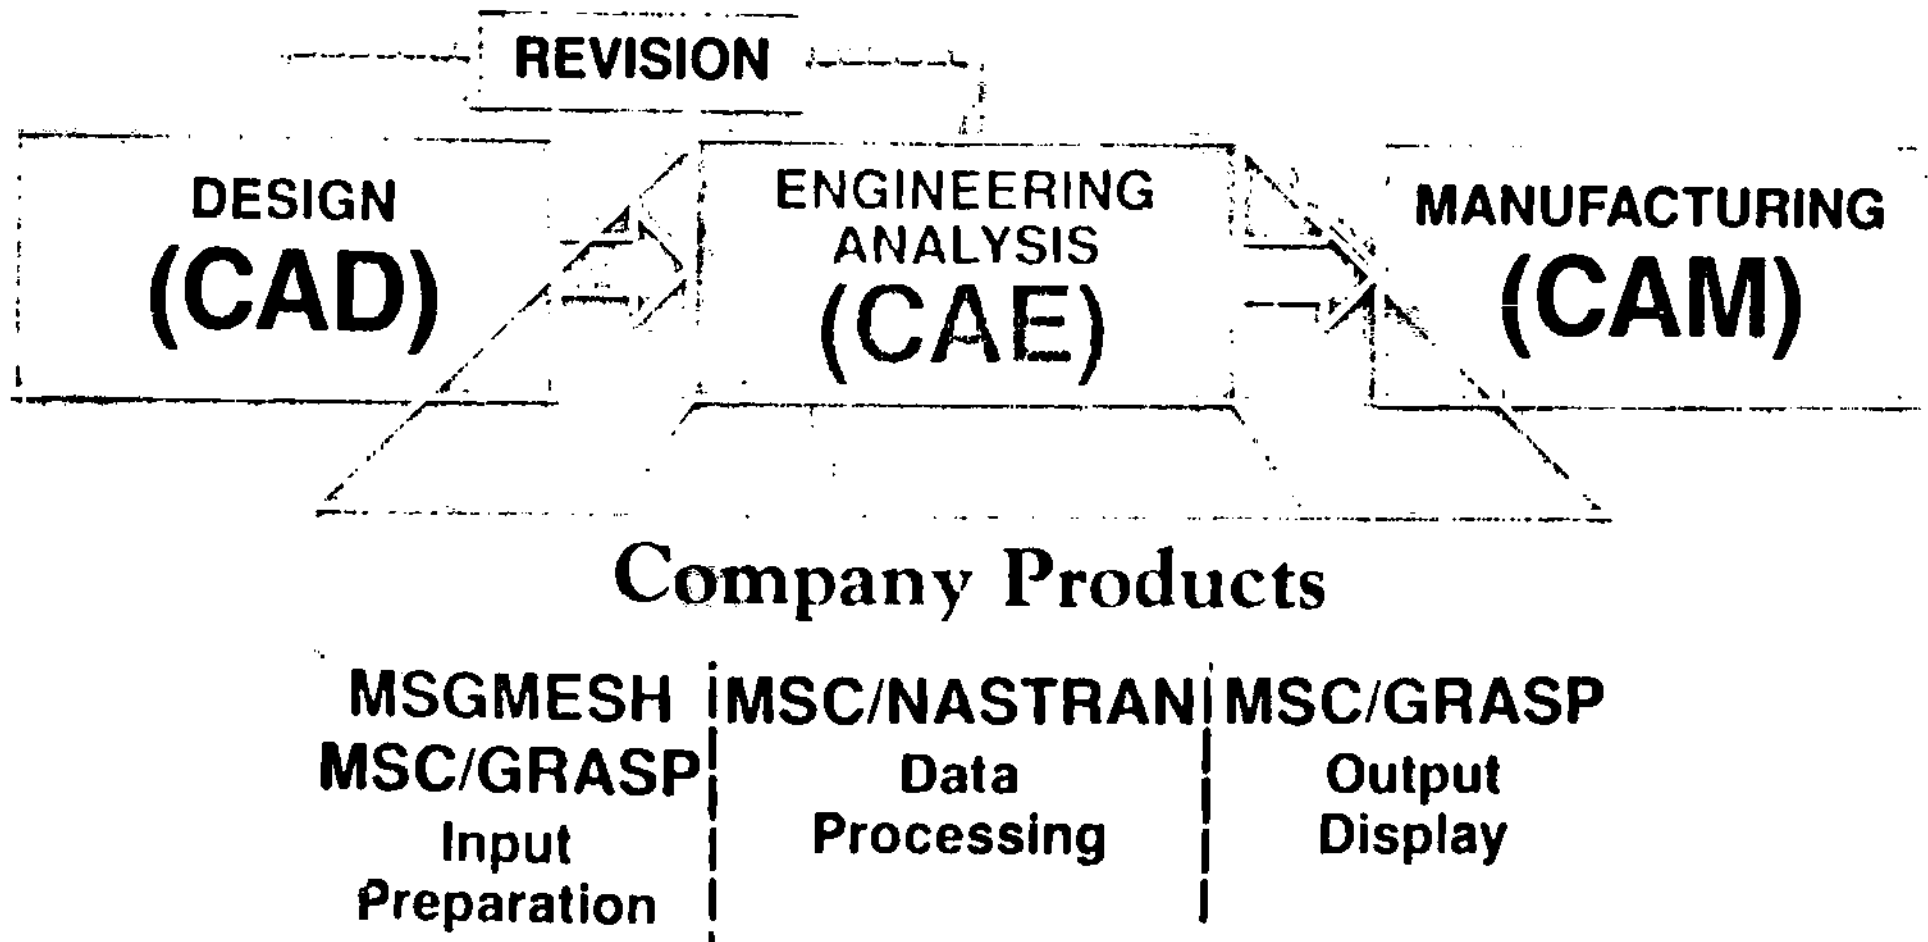 REVISION
DESIGN
(CAD)
ENGINEERING
ANALYSIS
(CAE)
MANUFACTURING
(CAM)
Company Products
MSGMESH
MSC/GRASP
Input
Preparation
MSC/NASTRAN
Data
Processing
MSC/GRASP
Output
Display